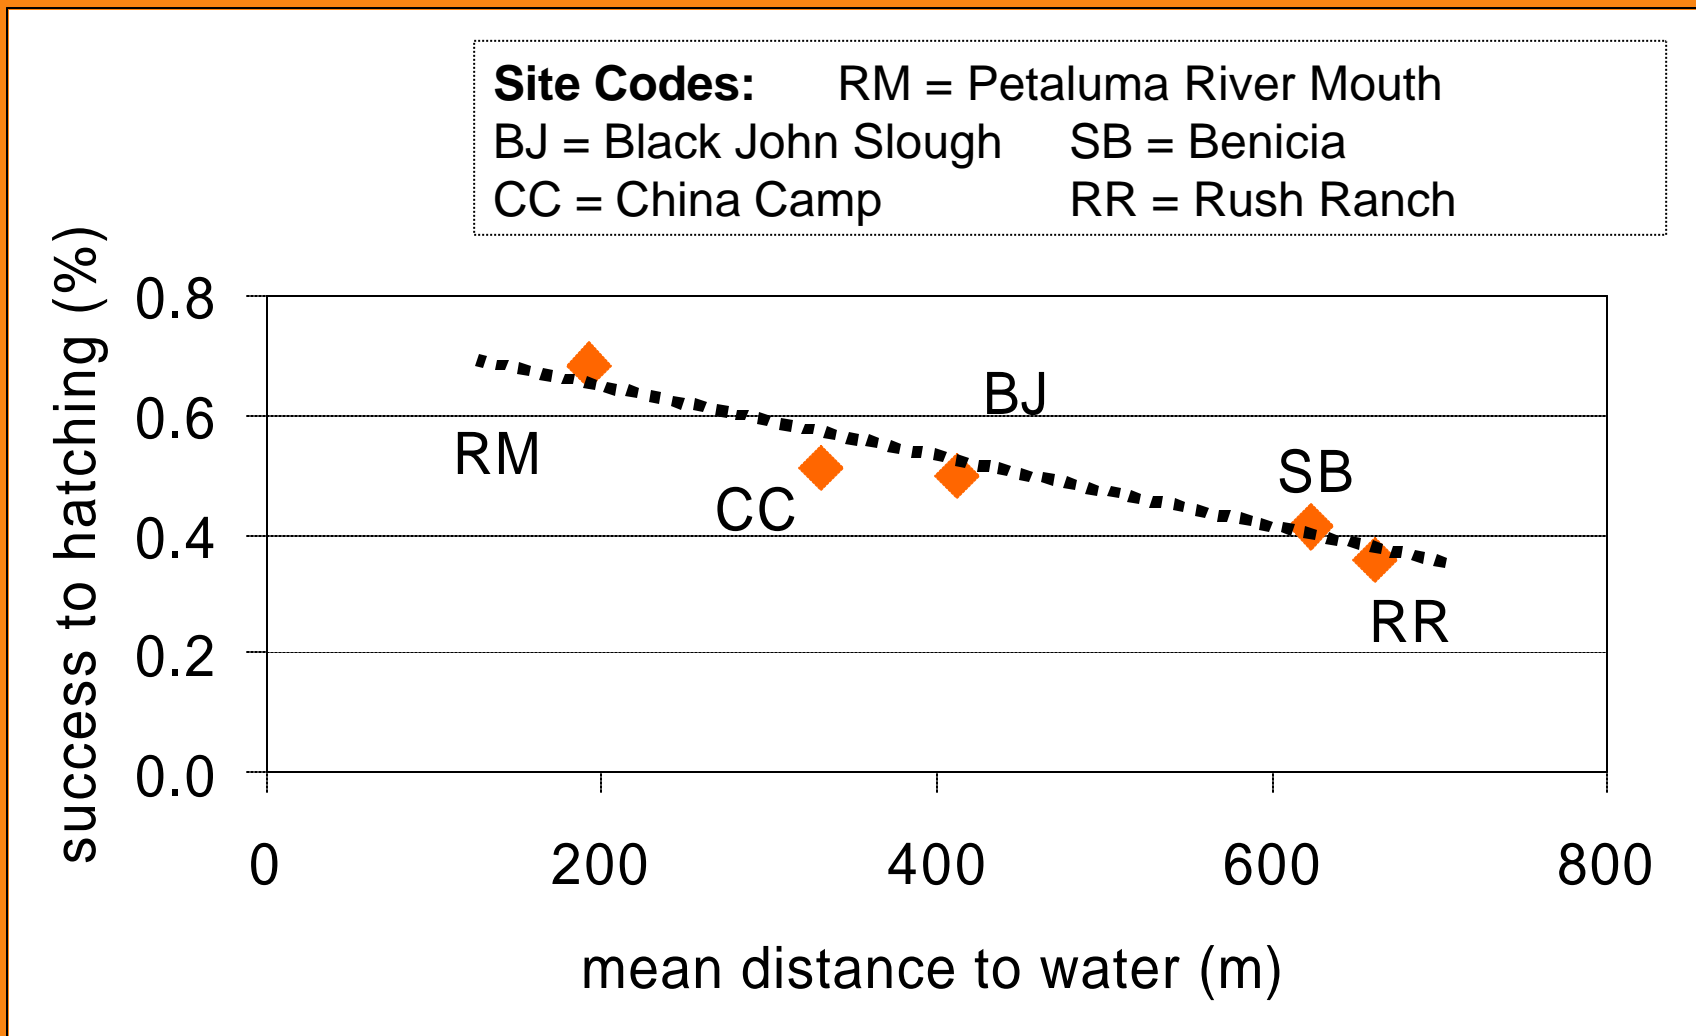 Site Codes: RM = Petaluma River Mouth
BJ = Black John Slough SB = Benicia
CC = China Camp RR = Rush Ranch
success to hatching (%)
0.8
0.6
0.4
0.2
0.0
RM
CC
BJ
SB
RR
0 200 400 600 800
mean distance to water (m)